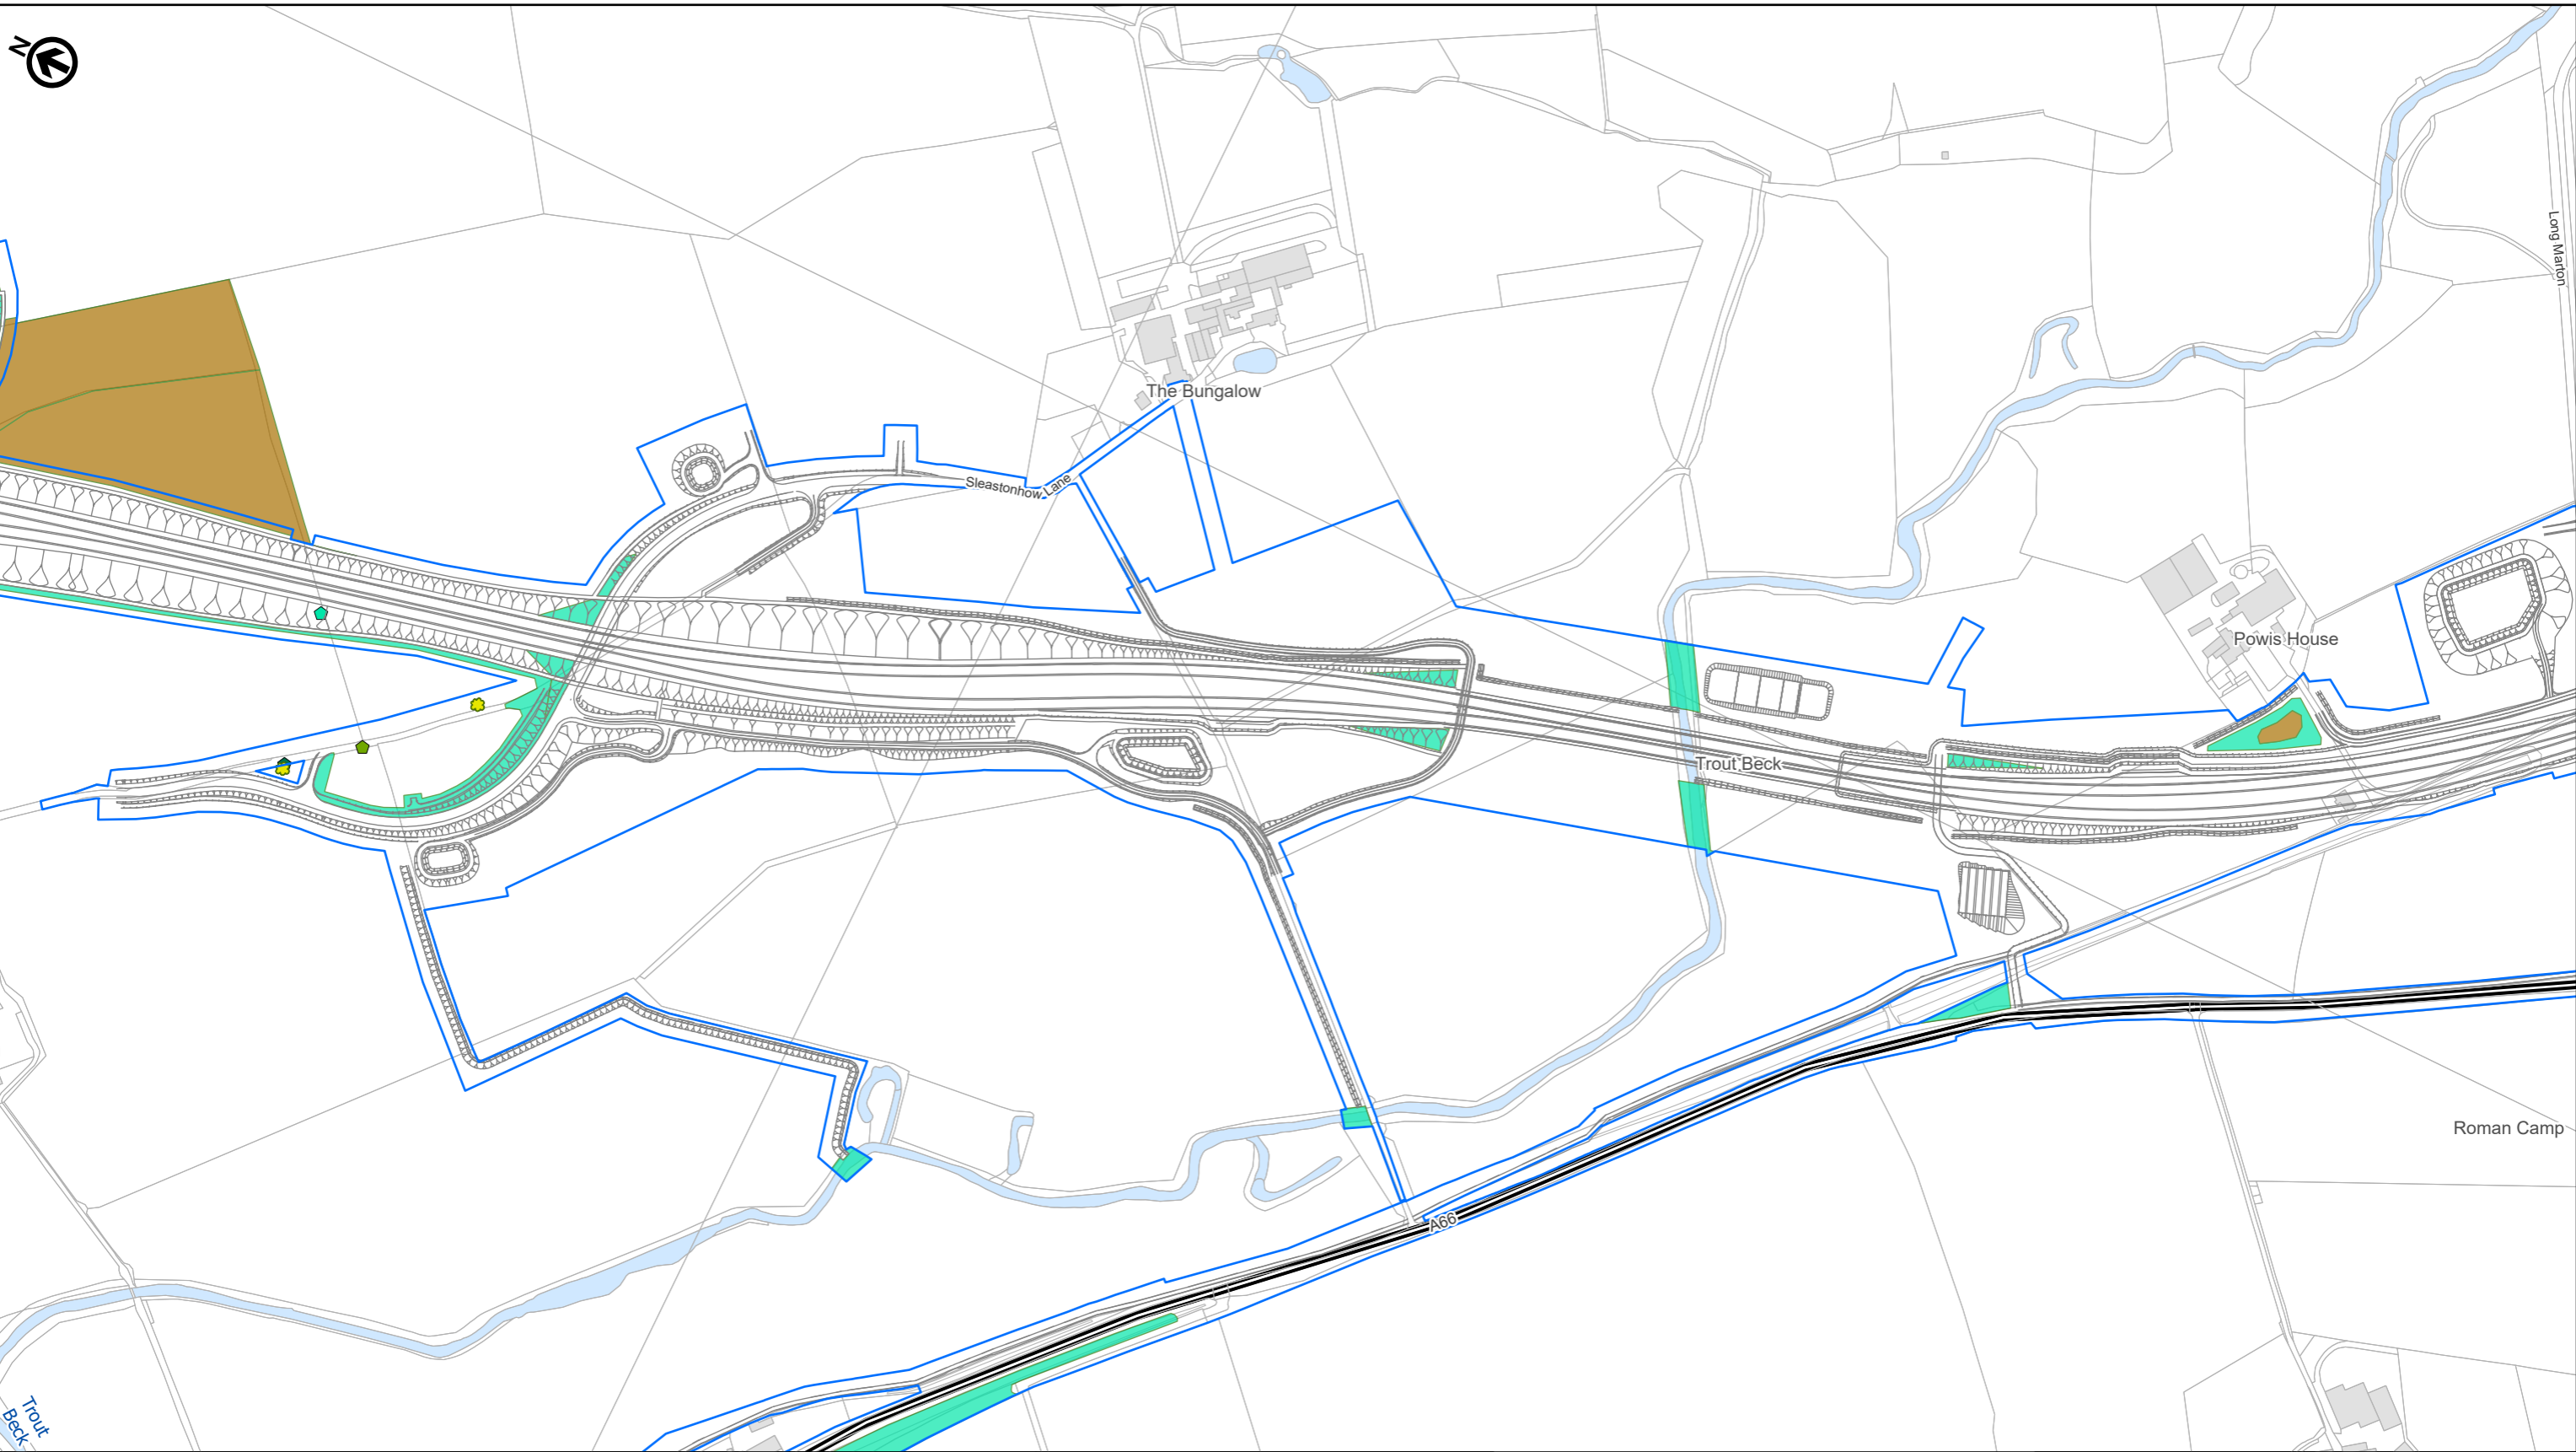 N
Long Marton
The Bungalow
Sleastonhow Lane
Powis House
Trout Beck
Roman Camp
A66
Trout
Beck